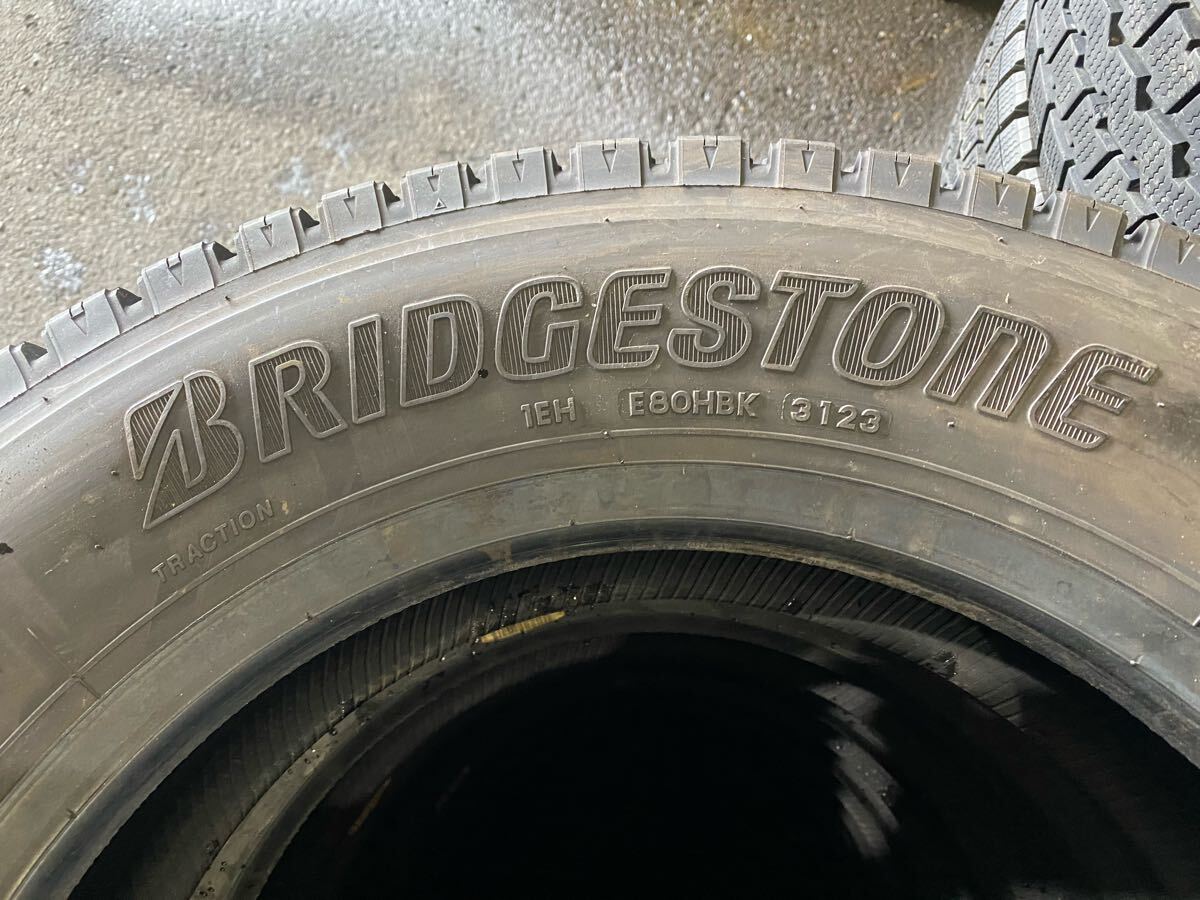 BRIDGESTONE
1EH E80HBK 3123
TRACTION